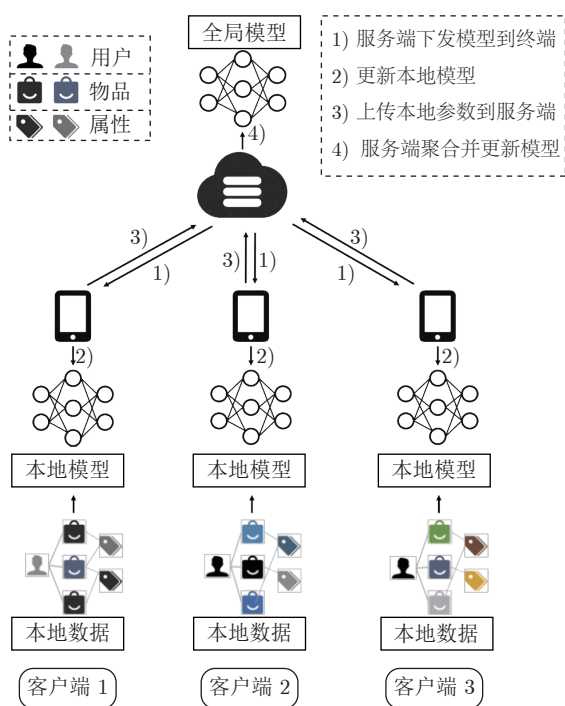 全局模型
用户
物品
属性
1) 服务端下发模型到终端
2) 更新本地模型
3) 上传本地参数到服务端
4) 服务端聚合并更新模型
4)
3)
1)
3)
1)
3)
1)
2)
2)
2)
本地模型
本地模型
本地模型
本地数据
本地数据
本地数据
客户端 1
客户端 2
客户端 3